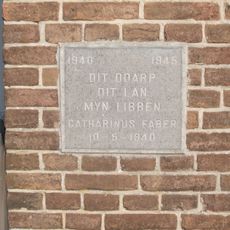 1940 1945
DIT DOARP
DIT LAN
MYN LIBBEN
CATHARINUS FABER
10-5-1940